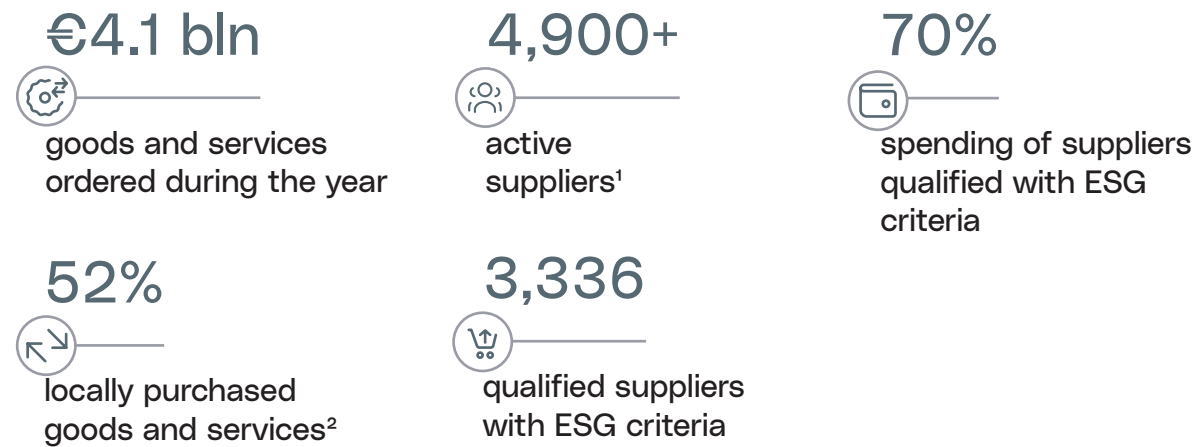 €4.1 bln
goods and services
ordered during the year
4,900+
active
suppliers¹
70%
spending of suppliers
qualified with ESG
criteria
52%
locally purchased
goods and services²
3,336
qualified suppliers
with ESG criteria